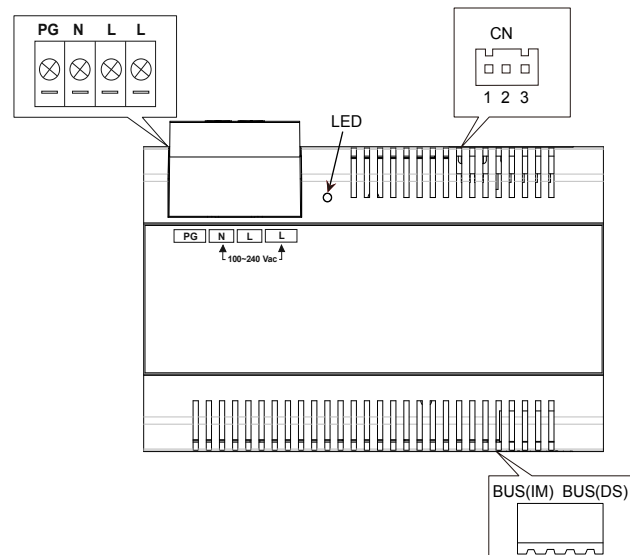 PG N L L
CN
1 2 3
LED
PG N L L
100~240 Vac
BUS(IM) BUS(DS)